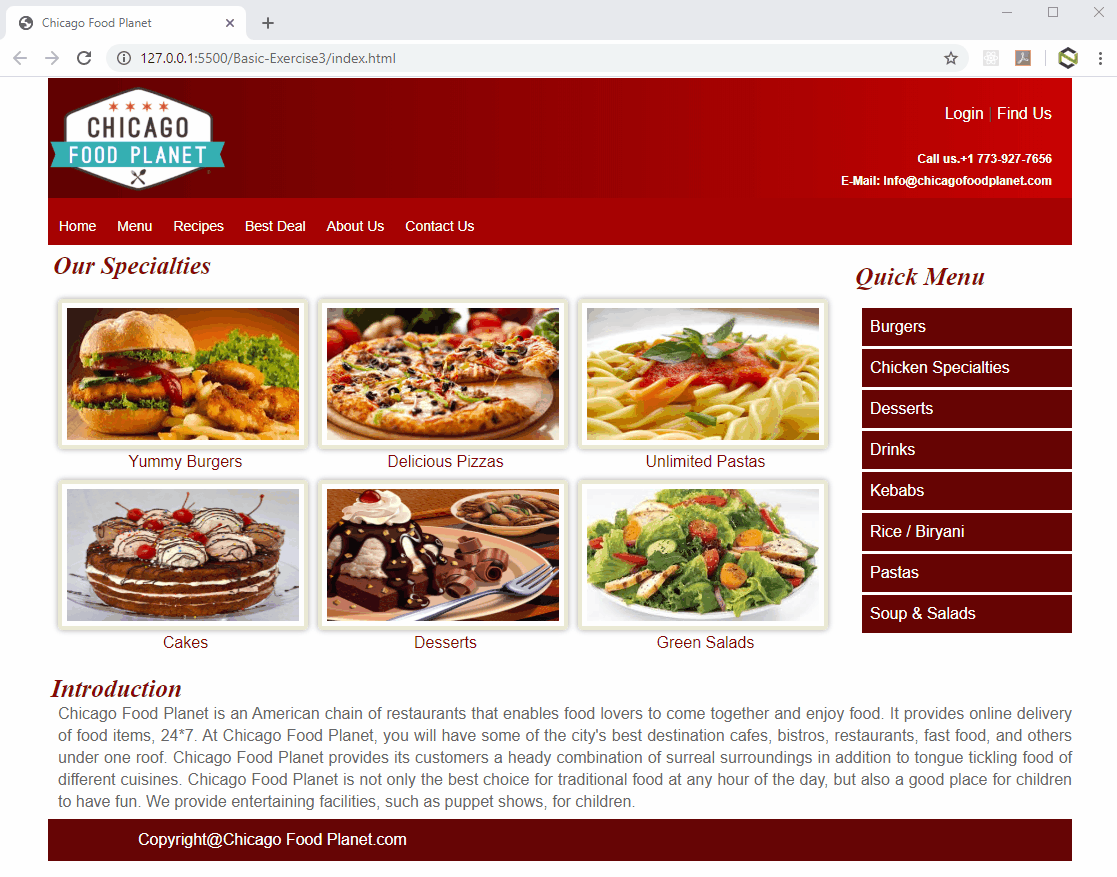 Chicago Food Planet
127.0.0.1:5500/Basic-Exercise3/index.html
CHICAGO
FOOD PLANET
Login | Find Us
Call us.+1 773-927-7656
E-Mail: Info@chicagofoodplanet.com
Home Menu Recipes Best Deal About Us Contact Us
Our Specialties
Yummy Burgers
Delicious Pizzas
Unlimited Pastas
Cakes
Desserts
Green Salads
Quick Menu
Burgers
Chicken Specialties
Desserts
Drinks
Kebabs
Rice / Biryani
Pastas
Soup & Salads
Introduction
Chicago Food Planet is an American chain of restaurants that enables food lovers to come together and enjoy food. It provides online delivery
of food items, 24*7. At Chicago Food Planet, you will have some of the city's best destination cafes, bistros, restaurants, fast food, and others
under one roof. Chicago Food Planet provides its customers a heady combination of surreal surroundings in addition to tongue tickling food of
different cuisines. Chicago Food Planet is not only the best choice for traditional food at any hour of the day, but also a good place for children
to have fun. We provide entertaining facilities, such as puppet shows, for children.
Copyright@Chicago Food Planet.com